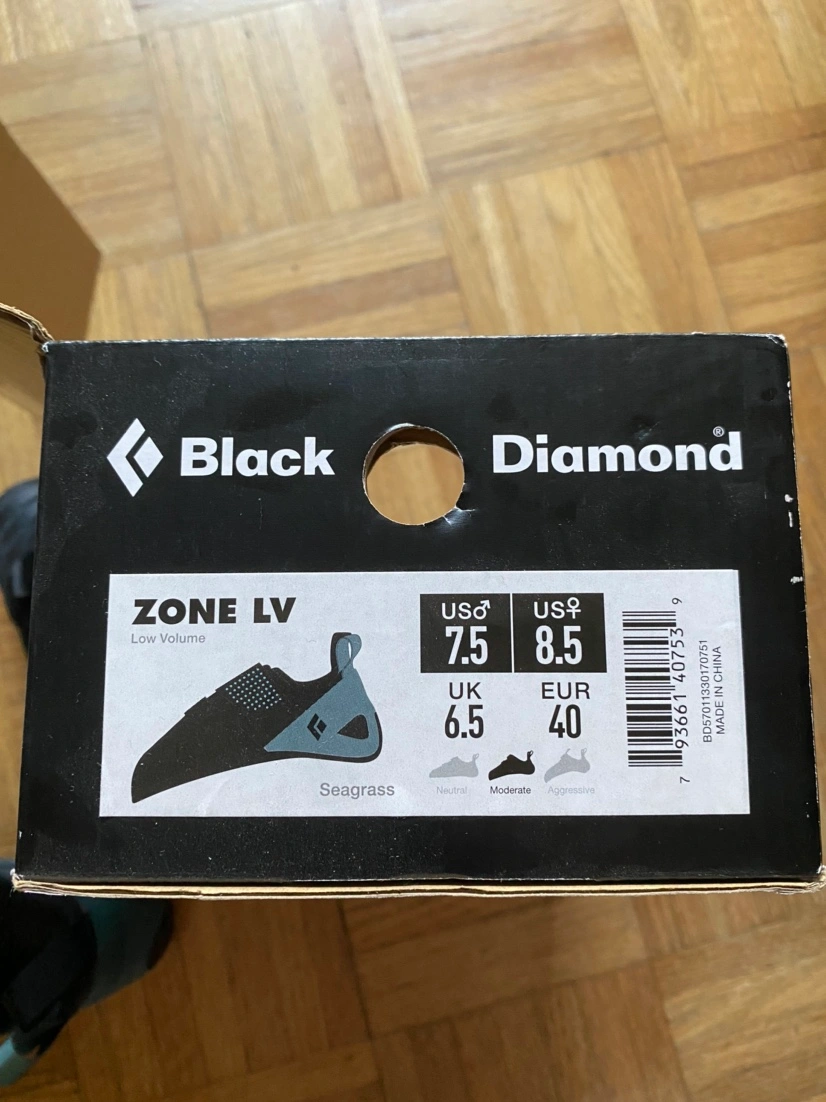 Black Diamond®
ZONE LV
Low Volume
US♂ US♀
7.5 8.5
UK EUR
6.5 40
Neutral Moderate Aggressive
Seagrass
7 93661 40753 9
BD57011330170751
MADE IN CHINA